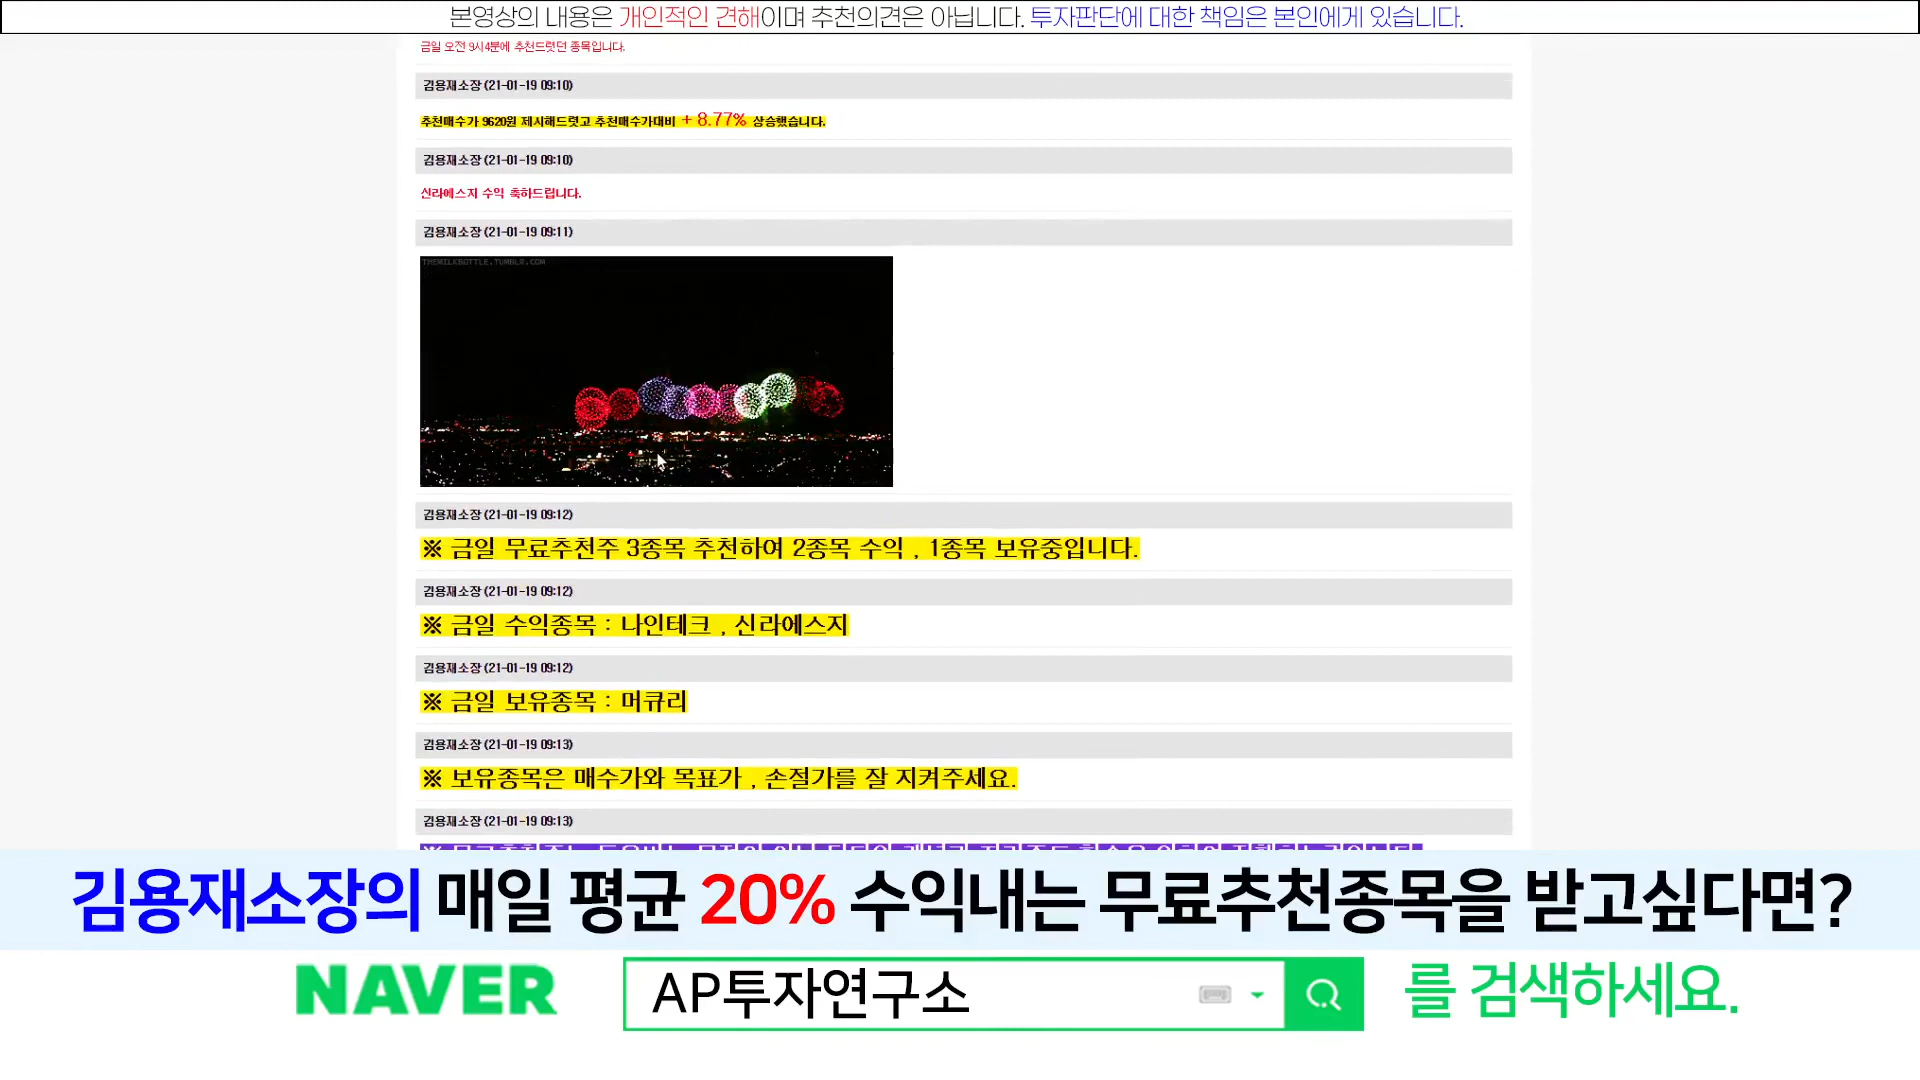 본영상의 내용은 개인적인 견해이며 추천의견은 아닙니다. 투자판단에 대한 책임은 본인에게 있습니다.
금일 오전 9시4분에 추천드렷던 종목입니다.
김용재소장 (21-01-19 09:10)
추천매수가 9620원 제시해드렷고 추천매수가대비 + 8.77% 상승했습니다.
김용재소장 (21-01-19 09:10)
신라에스지 수익 축하드립니다.
김용재소장 (21-01-19 09:11)
THEMILKBOTTLE.TUMBLR.COM
김용재소장 (21-01-19 09:12)
※ 금일 무료추천주 3종목 추천하여 2종목 수익 , 1종목 보유중입니다.
김용재소장 (21-01-19 09:12)
※ 금일 수익종목 : 나인테크 , 신라에스지
김용재소장 (21-01-19 09:12)
※ 금일 보유종목 : 머큐리
김용재소장 (21-01-19 09:13)
※ 보유종목은 매수가와 목표가 , 손절가를 잘 지켜주세요.
김용재소장 (21-01-19 09:13)
김용재소장의 매일 평균 20% 수익내는 무료추천종목을 받고싶다면?
NAVER AP투자연구소 를 검색하세요.